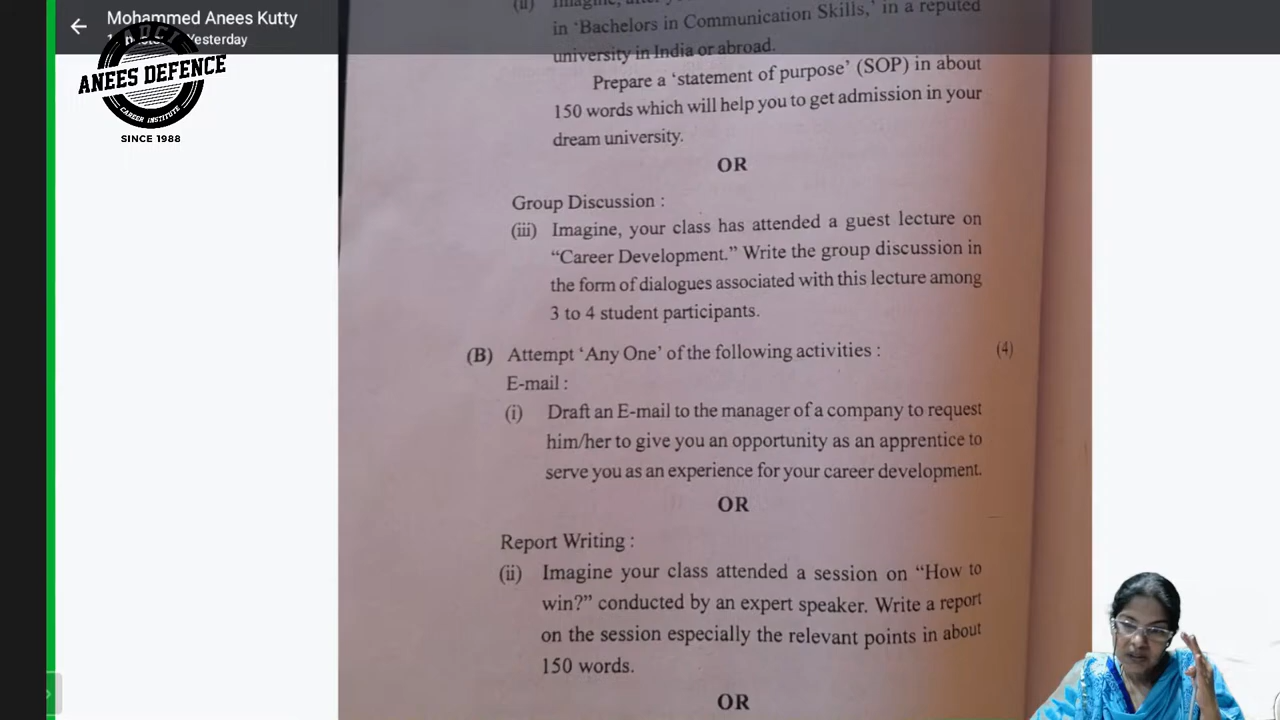 Mohammed Anees Kutty
Yesterday
ANEES DEFENCE
CAREER INSTITUTE
SINCE 1988
(ii) Imagine, after
in ‘Bachelors in Communication Skills,’ in a reputed
university in India or abroad.
Prepare a ‘statement of purpose’ (SOP) in about
150 words which will help you to get admission in your
dream university.
OR
Group Discussion :
(iii) Imagine, your class has attended a guest lecture on
“Career Development.” Write the group discussion in
the form of dialogues associated with this lecture among
3 to 4 student participants.
(B) Attempt ‘Any One’ of the following activities : (4)
E-mail :
(i) Draft an E-mail to the manager of a company to request
him/her to give you an opportunity as an apprentice to
serve you as an experience for your career development.
OR
Report Writing :
(ii) Imagine your class attended a session on “How to
win?” conducted by an expert speaker. Write a report
on the session especially the relevant points in about
150 words.
OR